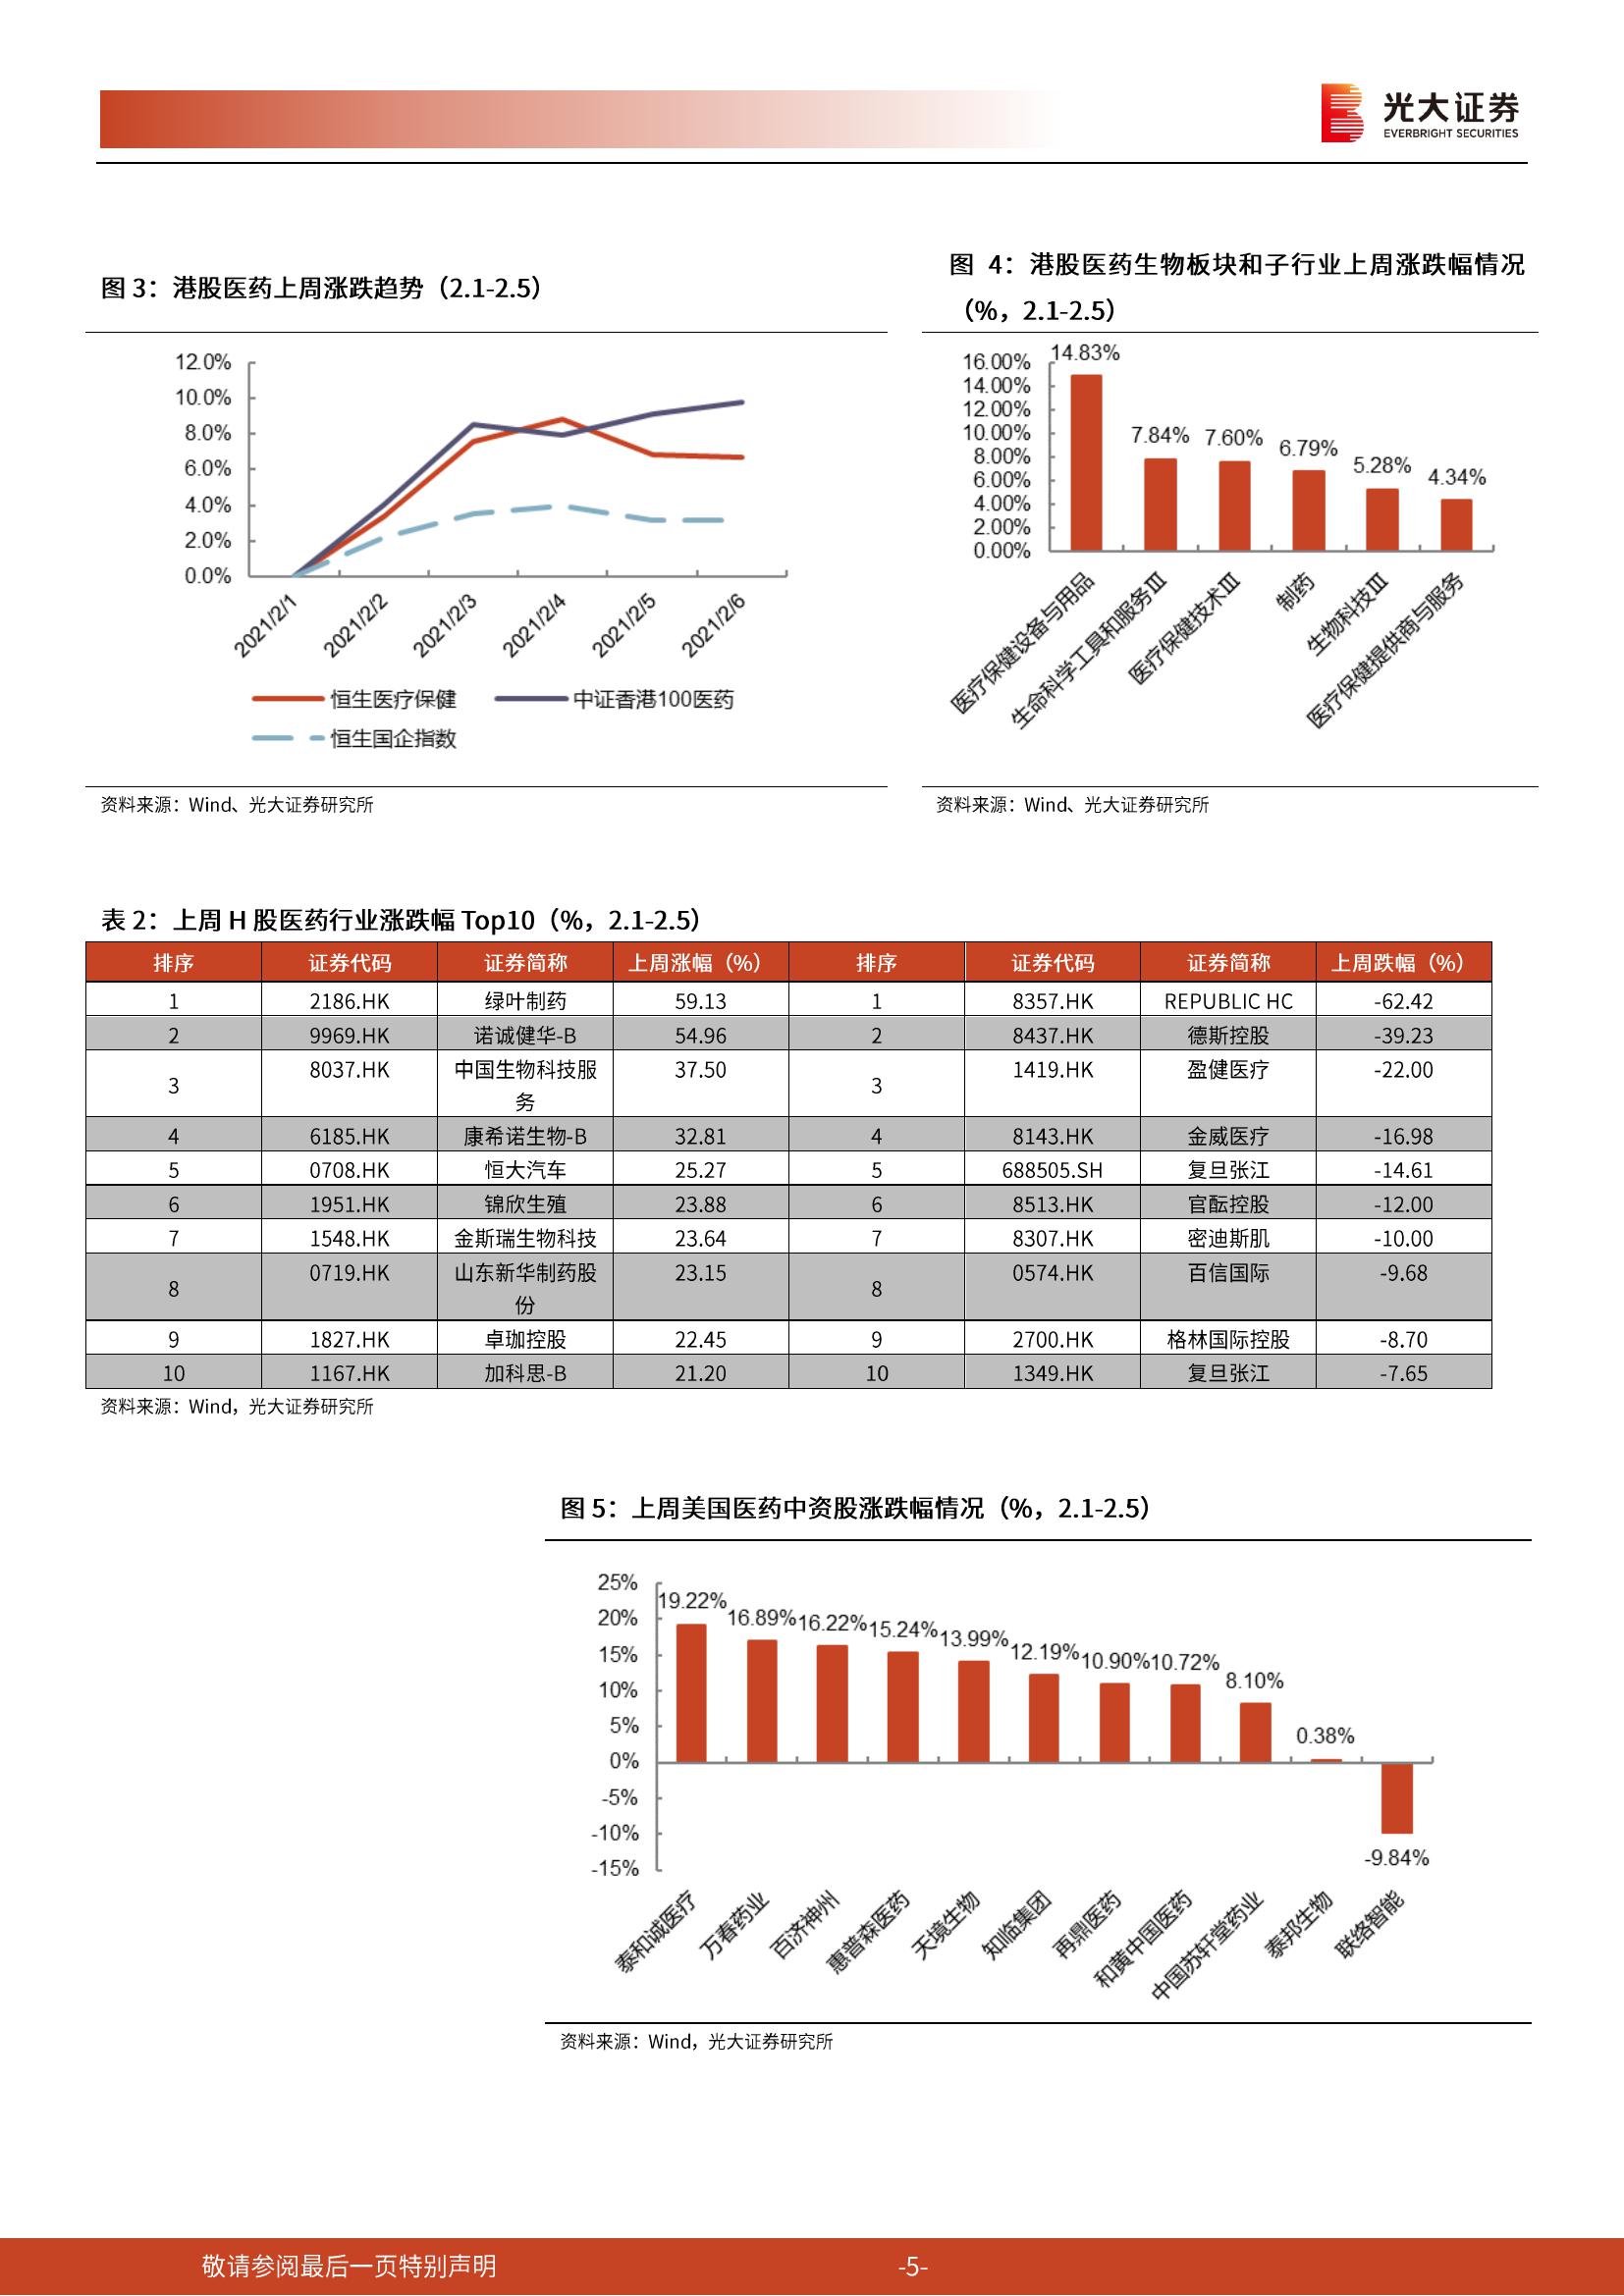 光大证券
EVERBRIGHT SECURITIES
图 3：港股医药上周涨跌趋势（2.1-2.5）
12.0%
10.0%
8.0%
6.0%
4.0%
2.0%
0.0%
2021/2/1 2021/2/2 2021/2/3 2021/2/4 2021/2/5 2021/2/6
恒生医疗保健 中证香港100医药
恒生国企指数
资料来源：Wind、光大证券研究所
图 4：港股医药生物板块和子行业上周涨跌幅情况
（%，2.1-2.5）
16.00%
14.00%
12.00%
10.00%
8.00%
6.00%
4.00%
2.00%
0.00%
14.83% 7.84% 7.60% 6.79% 5.28% 4.34%
医疗保健设备与用品 生命科学工具和服务Ⅲ 医疗保健技术Ⅲ 制药 生物科技Ⅲ 医疗保健提供商与服务
资料来源：Wind、光大证券研究所
表 2：上周 H 股医药行业涨跌幅 Top10（%，2.1-2.5）
排序 证券代码 证券简称 上周涨幅（%） 排序 证券代码 证券简称 上周跌幅（%）
1 2186.HK 绿叶制药 59.13 1 8357.HK REPUBLIC HC -62.42
2 9969.HK 诺诚健华-B 54.96 2 8437.HK 德斯控股 -39.23
3 8037.HK 中国生物科技服务 37.50 3 1419.HK 盈健医疗 -22.00
4 6185.HK 康希诺生物-B 32.81 4 8143.HK 金威医疗 -16.98
5 0708.HK 恒大汽车 25.27 5 688505.SH 复旦张江 -14.61
6 1951.HK 锦欣生殖 23.88 6 8513.HK 官酝控股 -12.00
7 1548.HK 金斯瑞生物科技 23.64 7 8307.HK 密迪斯肌 -10.00
8 0719.HK 山东新华制药股份 23.15 8 0574.HK 百信国际 -9.68
9 1827.HK 卓珈控股 22.45 9 2700.HK 格林国际控股 -8.70
10 1167.HK 加科思-B 21.20 10 1349.HK 复旦张江 -7.65
资料来源：Wind，光大证券研究所
图 5：上周美国医药中资股涨跌幅情况（%，2.1-2.5）
25%
20%
15%
10%
5%
0%
-5%
-10%
-15%
19.22% 16.89% 16.22% 15.24% 13.99% 12.19% 10.90% 10.72% 8.10% 0.38% -9.84%
泰和诚医疗 万春药业 百济神州 惠普森医药 天境生物 知临集团 再鼎医药 和黄中国医药 中国苏轩堂药业 泰邦生物 联络智能
资料来源：Wind，光大证券研究所
敬请参阅最后一页特别声明 -5-